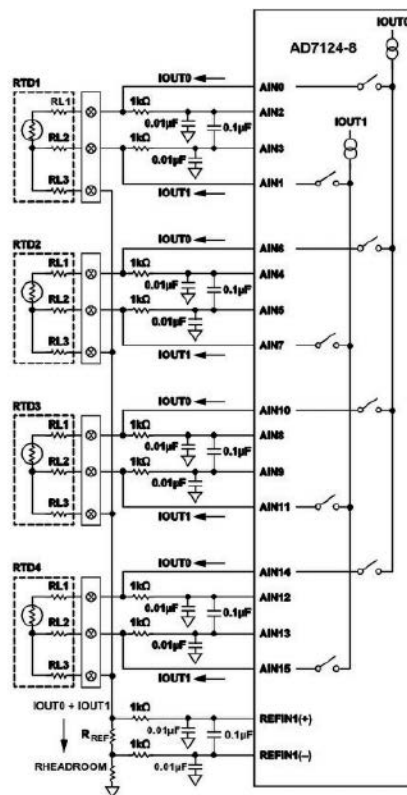 IOUT0
AD7124-8
RTD1
IOUT0
AIN0
RL1
1kΩ
AIN2
0.01µF
0.1µF
IOUT1
RL2
1kΩ
AIN3
0.01µF
RL3
IOUT1
AIN1
RTD2
IOUT0
AIN6
RL1
1kΩ
AIN4
0.01µF
0.1µF
RL2
1kΩ
AIN5
0.01µF
RL3
IOUT1
AIN7
RTD3
IOUT0
AIN10
RL1
1kΩ
AIN8
0.01µF
0.1µF
RL2
1kΩ
AIN9
0.01µF
RL3
IOUT1
AIN11
RTD4
IOUT0
AIN14
RL1
1kΩ
AIN12
0.01µF
0.1µF
RL2
1kΩ
AIN13
0.01µF
RL3
IOUT1
AIN15
IOUT0 + IOUT1
1kΩ
REFIN1(+)
RREF
0.01µF
0.1µF
1kΩ
REFIN1(–)
RHEADROOM
0.01µF